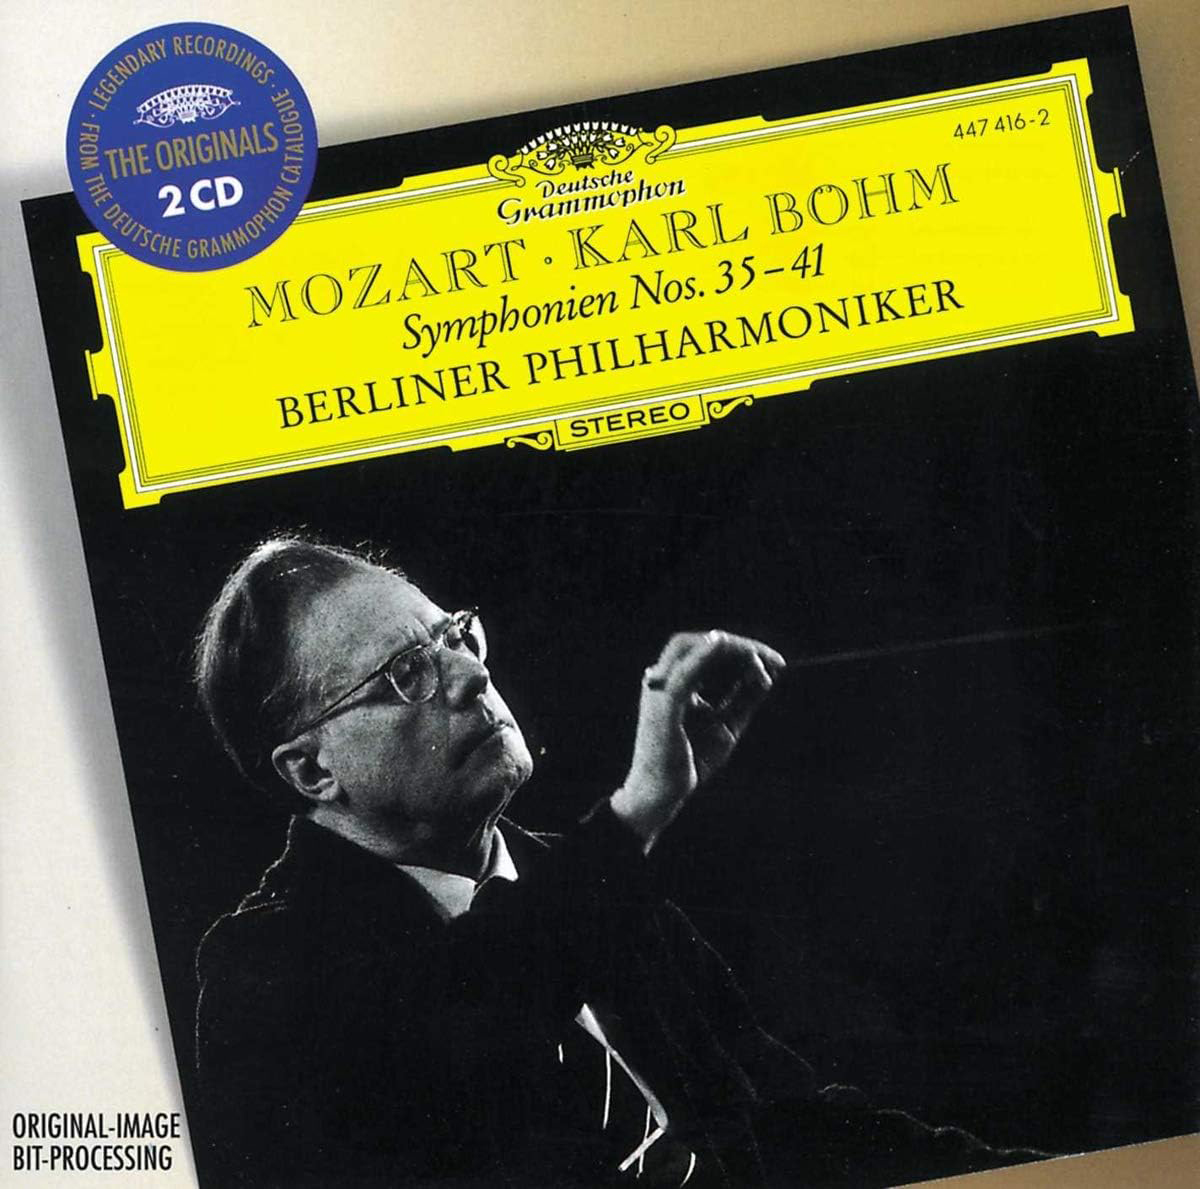 LEGENDARY RECORDINGS · FROM THE DEUTSCHE GRAMMOPHON CATALOGUE ·
THE ORIGINALS
2 CD
447 416-2
Deutsche
Grammophon
MOZART · KARL BÖHM
Symphonien Nos. 35–41
BERLINER PHILHARMONIKER
STEREO
ORIGINAL-IMAGE
BIT-PROCESSING